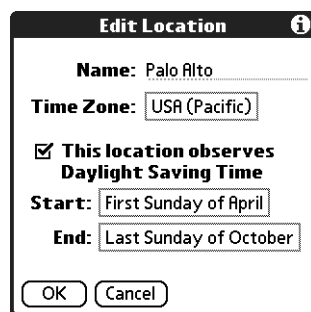 Edit Location i
Name: Palo Alto
Time Zone: USA (Pacific)
This location observes
Daylight Saving Time
Start: First Sunday of April
End: Last Sunday of October
OK Cancel